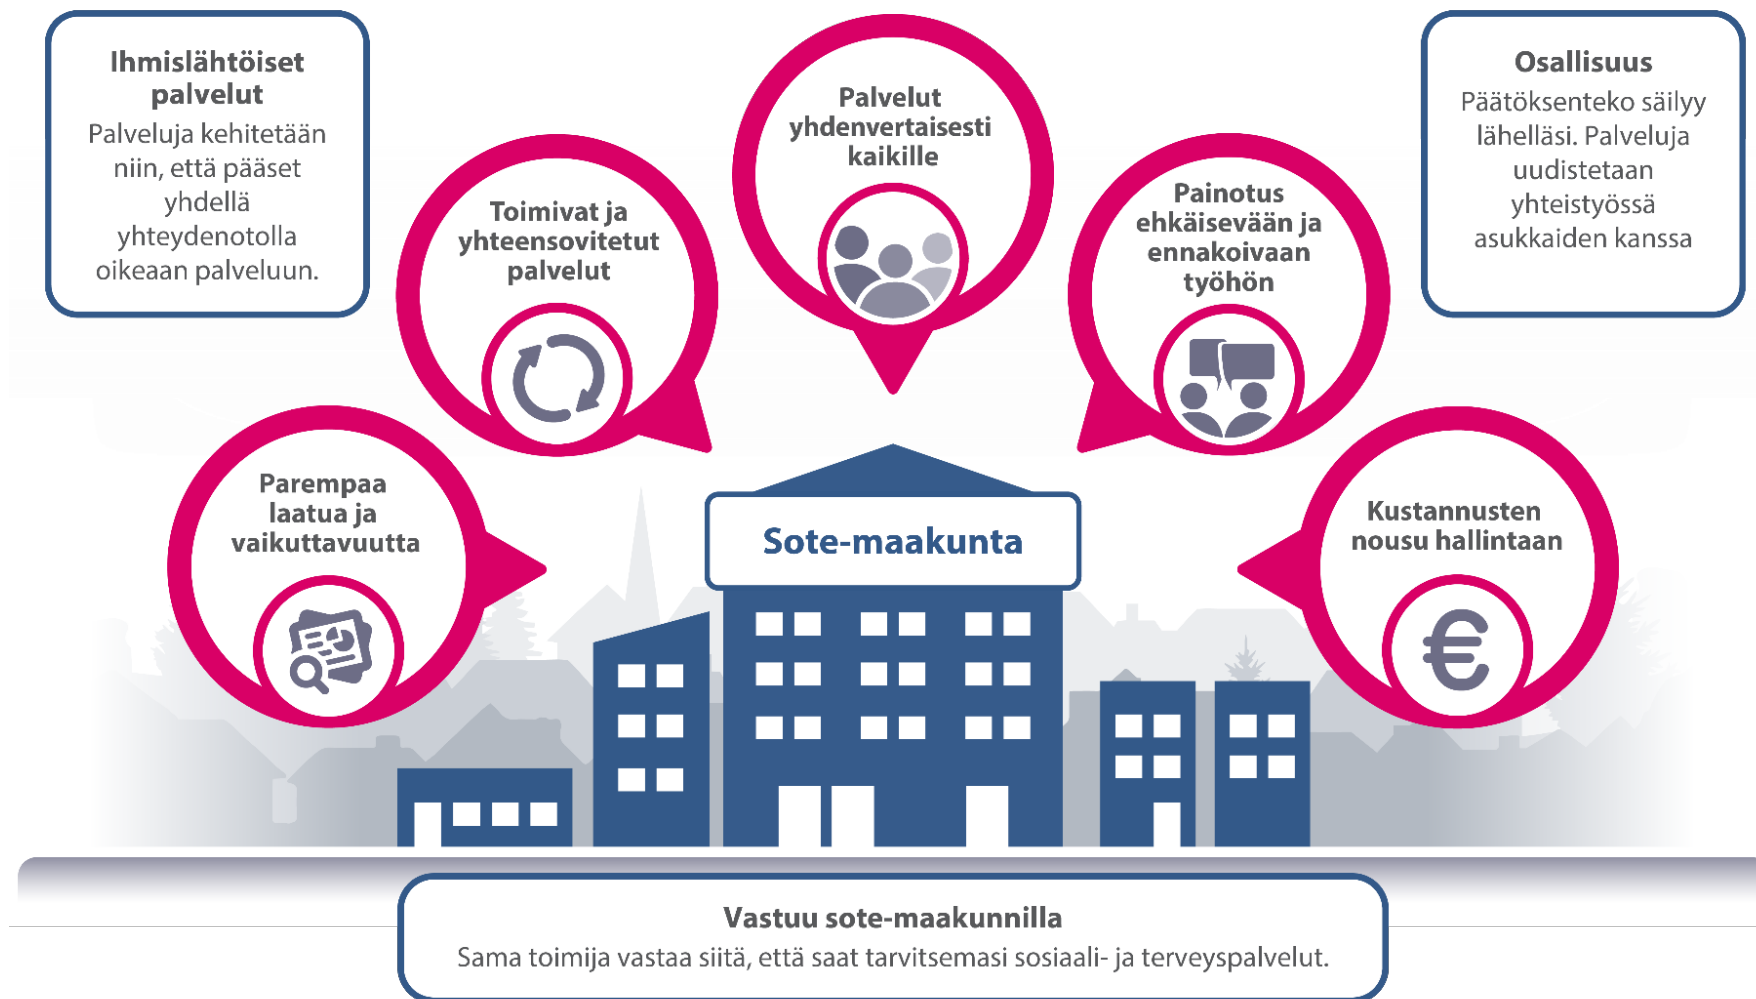 Ihmislähtöiset
palvelut
Palveluja kehitetään
niin, että pääset
yhdellä
yhteydenotolla
oikeaan palveluun.
Parempaa
laatua ja
vaikuttavuutta
Toimivat ja
yhteensovitetut
palvelut
Palvelut
yhdenvertaisesti
kaikille
Painotus
ehkäisevään ja
ennakoivaan
työhön
Kustannusten
nousu hallintaan
€
Osallisuus
Päätöksenteko säilyy
lähelläsi. Palveluja
uudistetaan
yhteistyössä
asukkaiden kanssa
Sote-maakunta
Vastuu sote-maakunnilla
Sama toimija vastaa siitä, että saat tarvitsemasi sosiaali- ja terveyspalvelut.